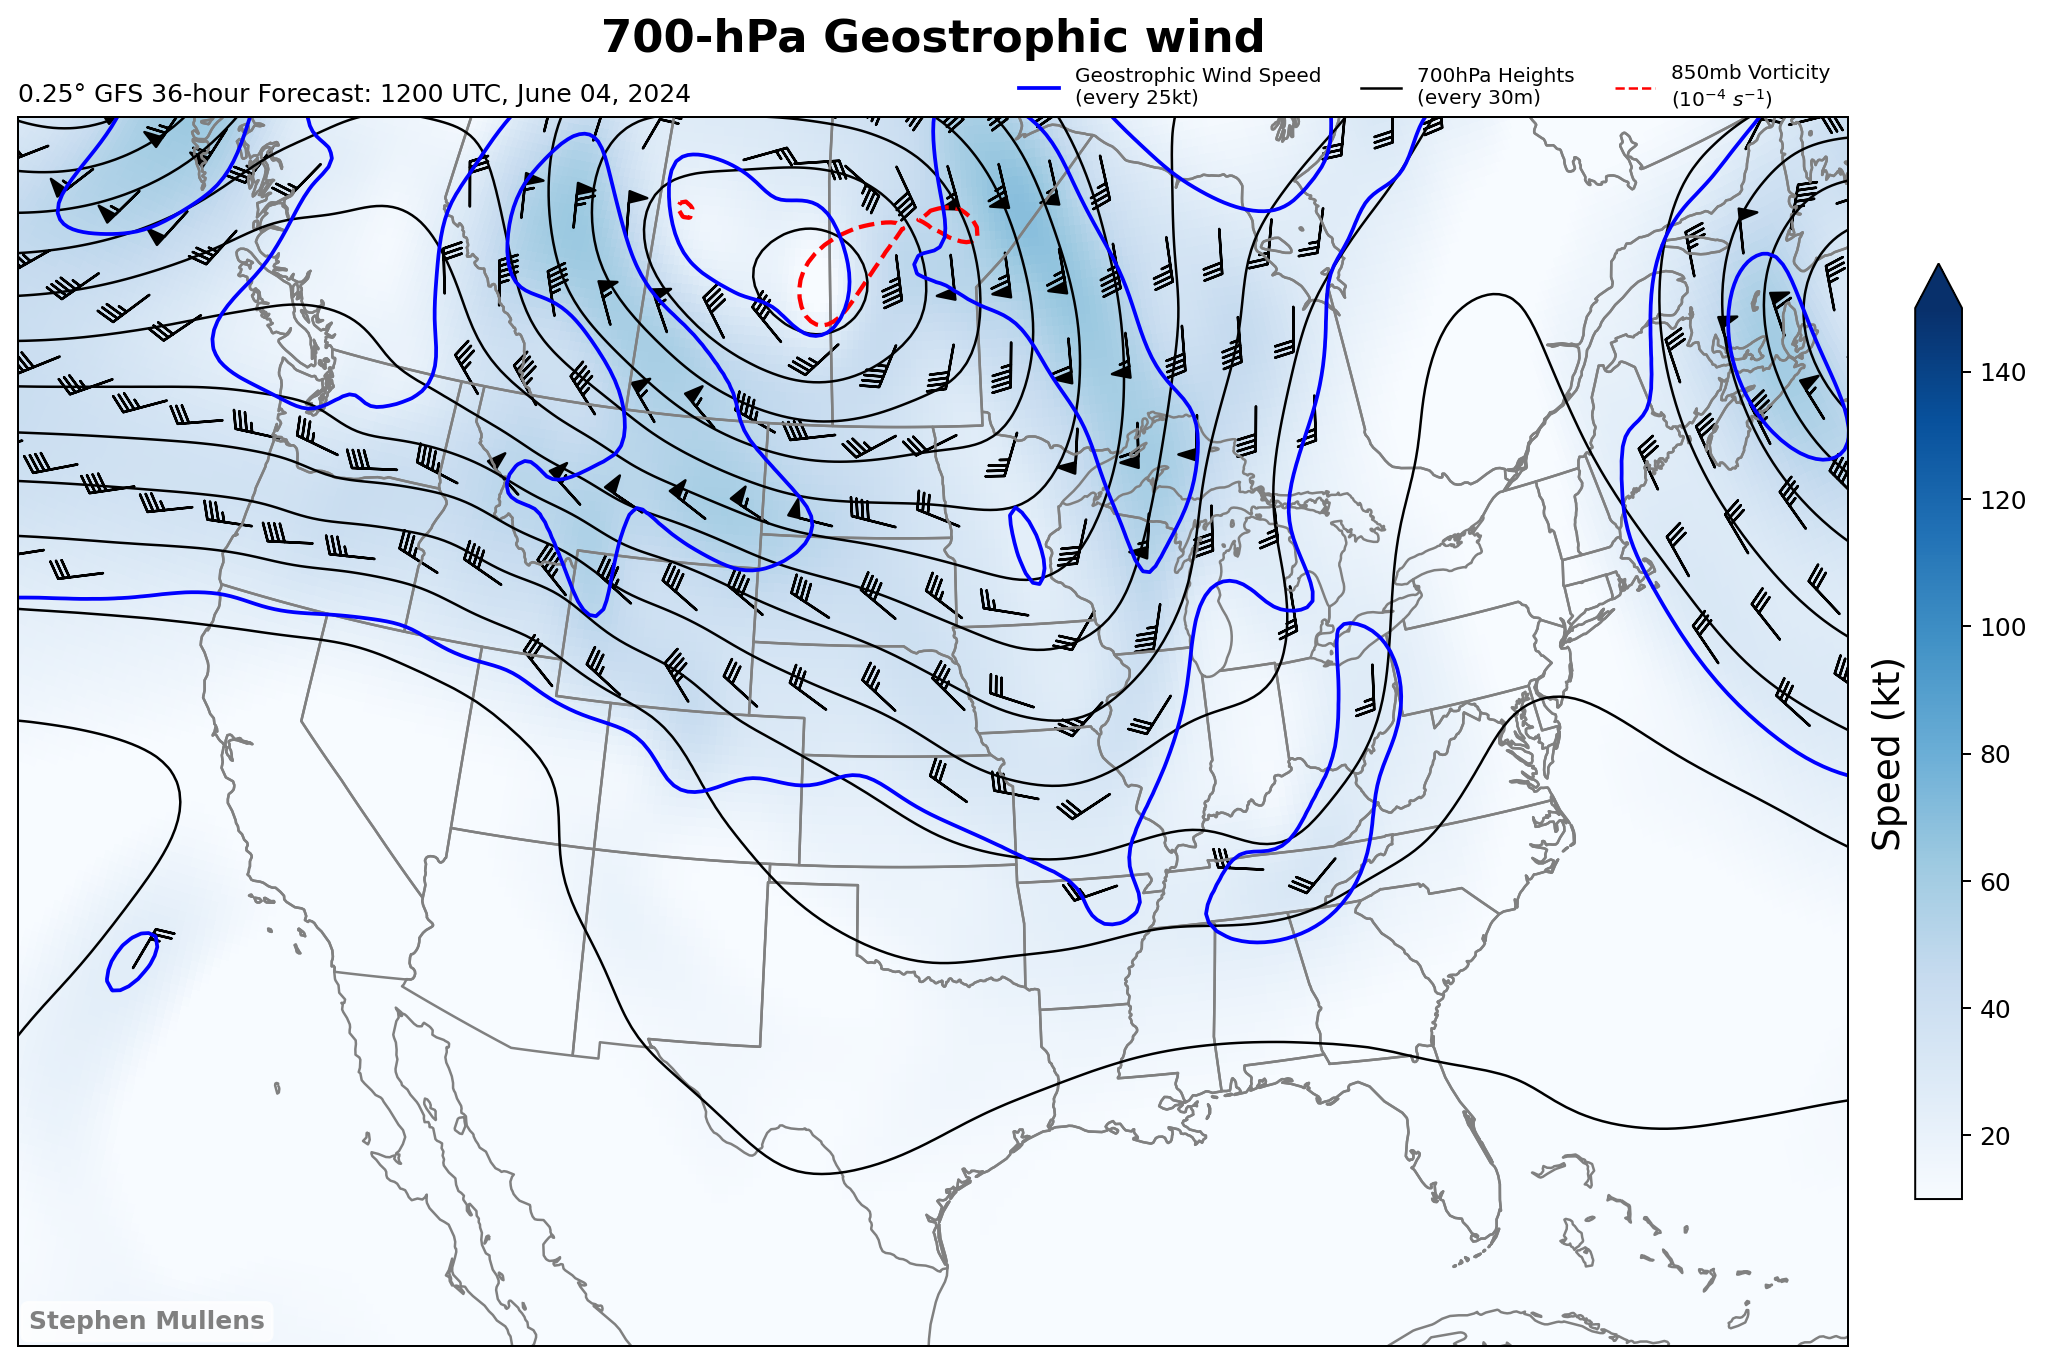 700-hPa Geostrophic wind
0.25° GFS 36-hour Forecast: 1200 UTC, June 04, 2024
Geostrophic Wind Speed
(every 25kt)
700hPa Heights
(every 30m)
850mb Vorticity
(10⁻⁴ s⁻¹)
140
120
100
80
60
40
20
Speed (kt)
Stephen Mullens